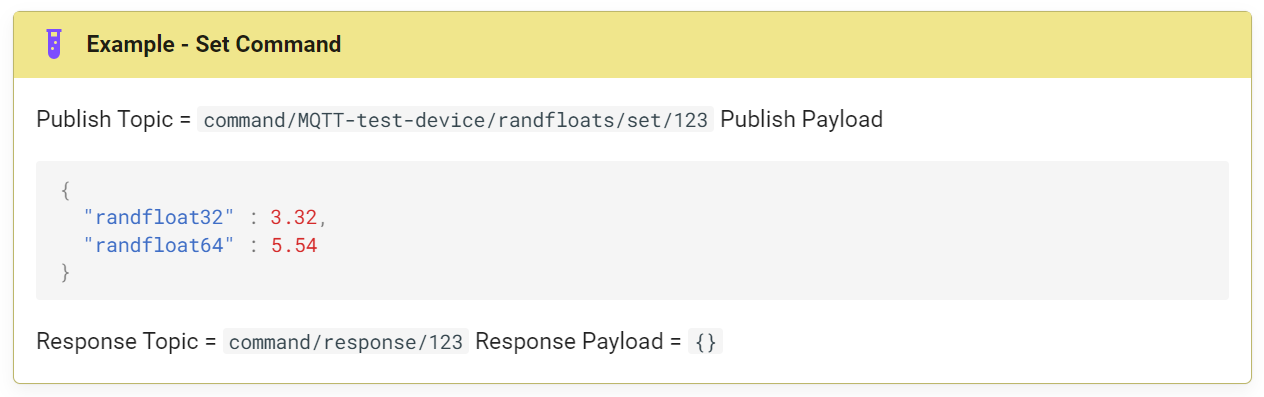 Example - Set Command
Publish Topic = command/MQTT-test-device/randfloats/set/123 Publish Payload
{
  "randfloat32" : 3.32,
  "randfloat64" : 5.54
}
Response Topic = command/response/123 Response Payload = {}